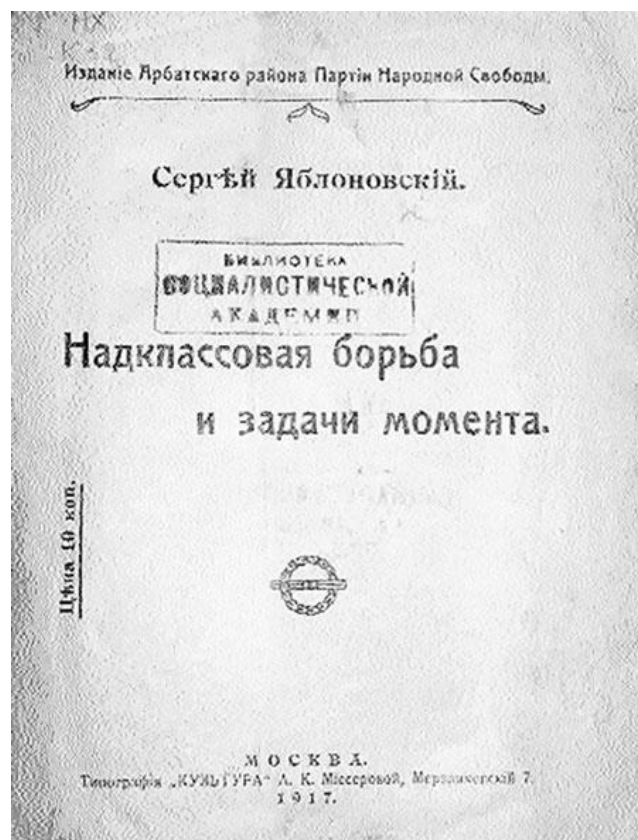 Изданіе Арбатскаго района Партіи Народной Свободы.
Сергѣй Яблоновскій.
БИБЛИОТЕКА
СОЦИАЛИСТИЧЕСКОЙ
АКАДЕМИИ
Надклассовая борьба
и задачи момента.
Цѣна 10 коп.
МОСКВА.
Типографія „КУЛЬТУРА“ А. К. Миссеровой, Мерзляковскій 7.
1917.